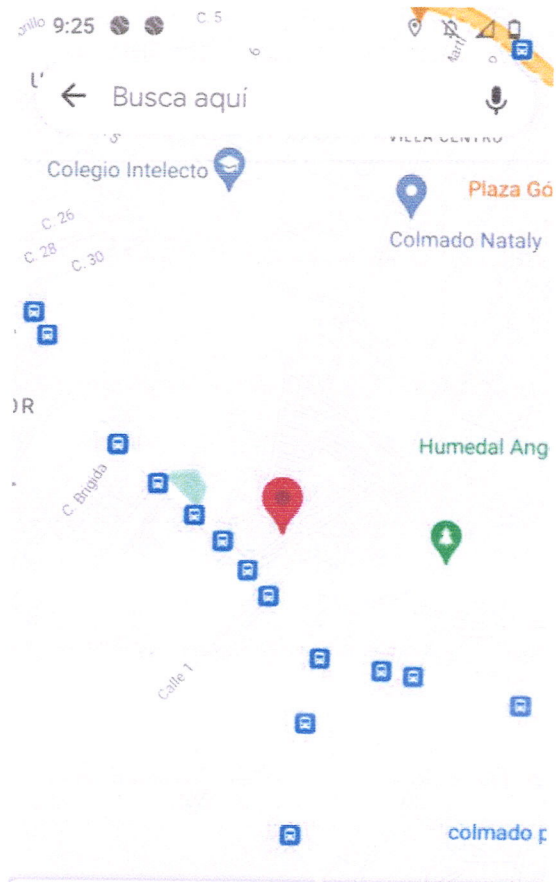 9:25
C. 5
Busca aquí
VILLA CENTRO
Colegio Intelecto
Plaza Gó
Colmado Nataly
C. 26
C. 28
C. 30
OR
Humedal Ang
C. Brigida
Calle 1
colmado p